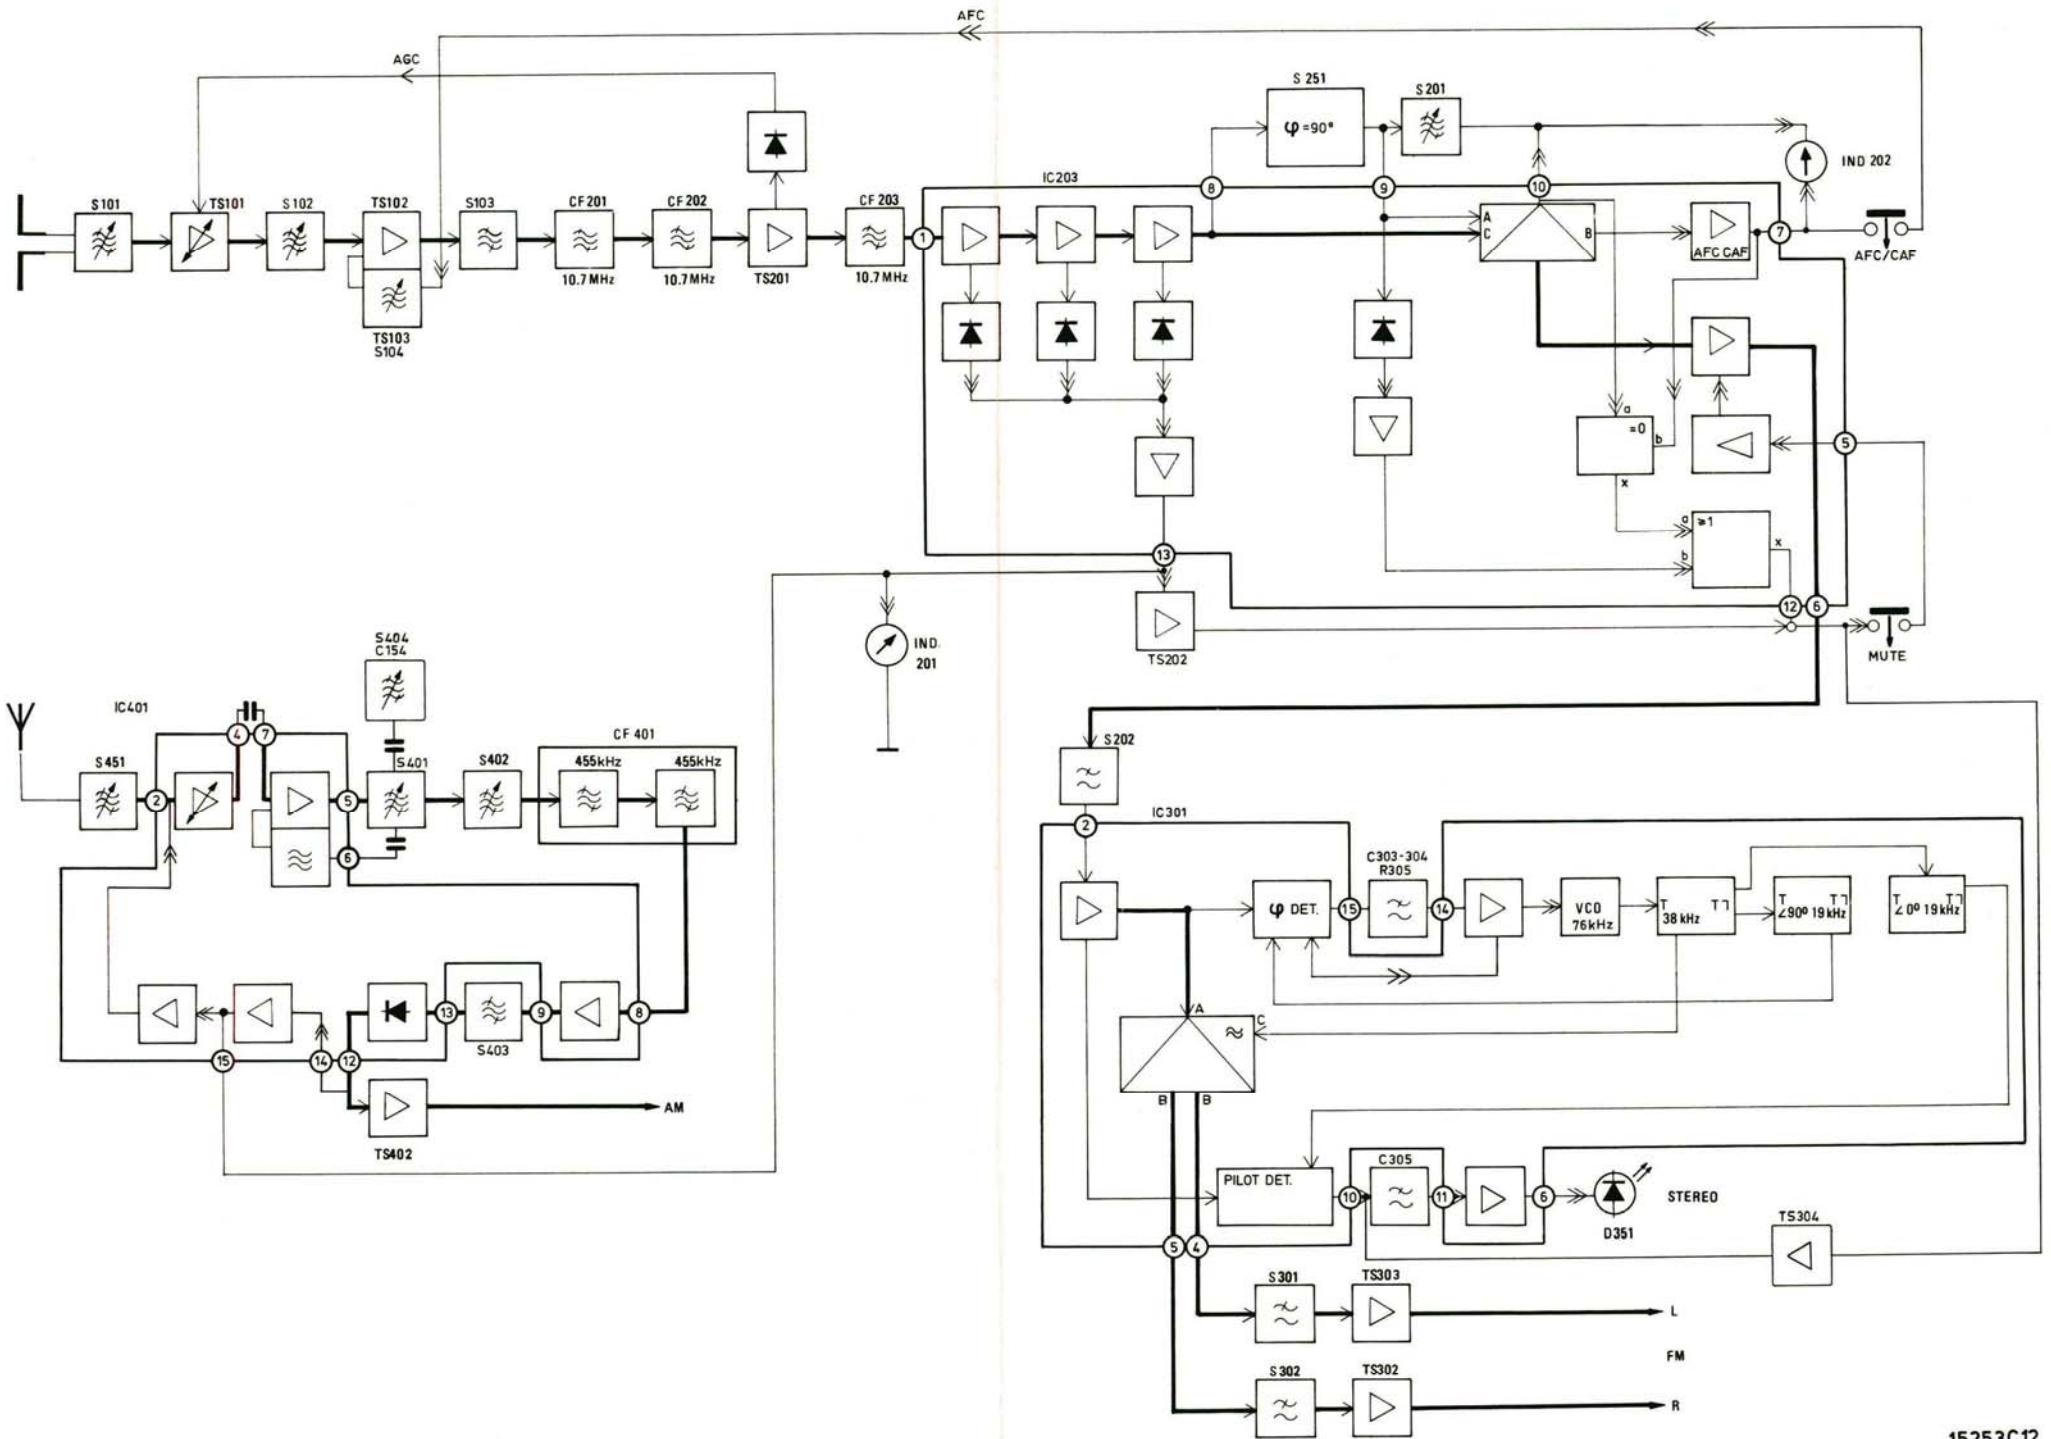 AFC
AGC
S 251
φ =90°
S 201
IND 202
IC203
8
9
10
S101
TS101
S102
TS102
S103
CF 201
CF 202
CF 203
1
A
C
B
AFC CAF
7
AFC/CAF
10.7 MHz
10.7 MHz
TS201
10.7 MHz
TS103
S104
a
=0
b
5
x
a
≥1
b
x
13
12
6
TS202
MUTE
IND.
201
S404
C154
IC401
4
7
CF 401
S451
S401
S402
455kHz
455kHz
2
5
6
S202
2
IC301
C303-304
R305
φ DET.
15
14
VCO
76kHz
T
38 kHz
T
∠90° 19 kHz
T
∠ 0° 19 kHz
A
C
13
9
8
S403
15
14
12
AM
TS402
B
B
PILOT DET.
C305
10
11
6
STEREO
D351
TS304
5
4
S301
TS303
L
FM
S302
TS302
R
15253C12